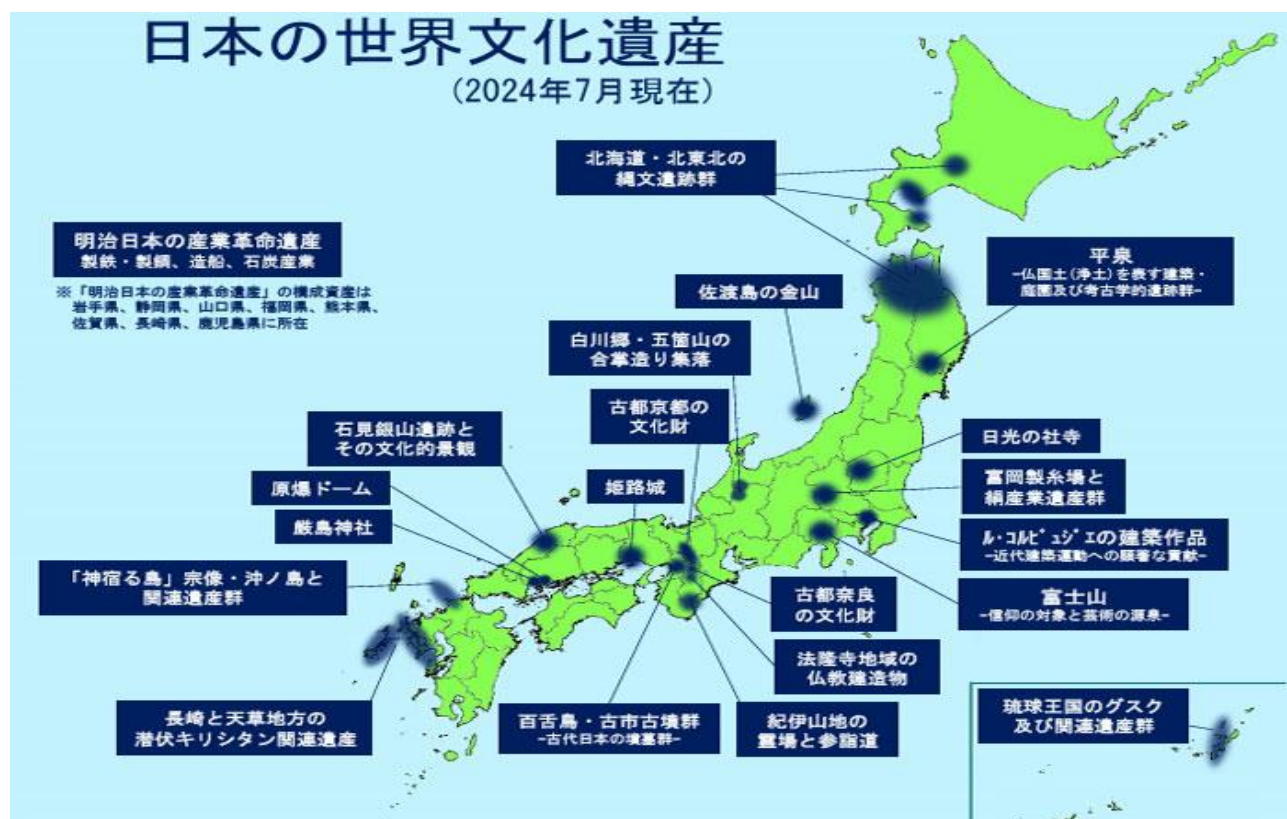 日本の世界文化遺産
(2024年7月現在)
北海道・北東北の
縄文遺跡群
明治日本の産業革命遺産
製鉄・製鋼、造船、石炭産業
※「明治日本の産業革命遺産」の構成資産は
岩手県、静岡県、山口県、福岡県、熊本県、
佐賀県、長崎県、鹿児島県に所在
平泉
-仏国土(浄土)を表す建築・
庭園及び考古学的遺跡群-
佐渡島の金山
白川郷・五箇山の
合掌造り集落
古都京都の
文化財
石見銀山遺跡と
その文化的景観
日光の社寺
原爆ドーム
姫路城
富岡製糸場と
絹産業遺産群
厳島神社
ル・コルビュジエの建築作品
-近代建築運動への顕著な貢献-
「神宿る島」宗像・沖ノ島と
関連遺産群
古都奈良
の文化財
富士山
-信仰の対象と芸術の源泉-
法隆寺地域の
仏教建造物
長崎と天草地方の
潜伏キリシタン関連遺産
百舌鳥・古市古墳群
-古代日本の墳墓群-
紀伊山地の
霊場と参詣道
琉球王国のグスク
及び関連遺産群